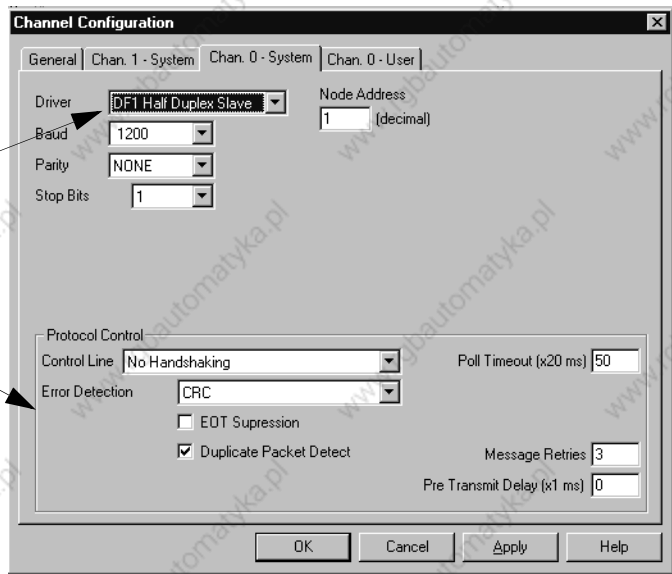 Channel Configuration
General Chan. 1 - System Chan. 0 - System Chan. 0 - User
Driver DF1 Half Duplex Slave
Node Address
1 (decimal)
Baud 1200
Parity NONE
Stop Bits 1
Protocol Control
Control Line No Handshaking
Poll Timeout (x20 ms) 50
Error Detection CRC
EOT Supression
Duplicate Packet Detect
Message Retries 3
Pre Transmit Delay (x1 ms) 0
OK Cancel Apply Help
www.rgbautomatyka.pl